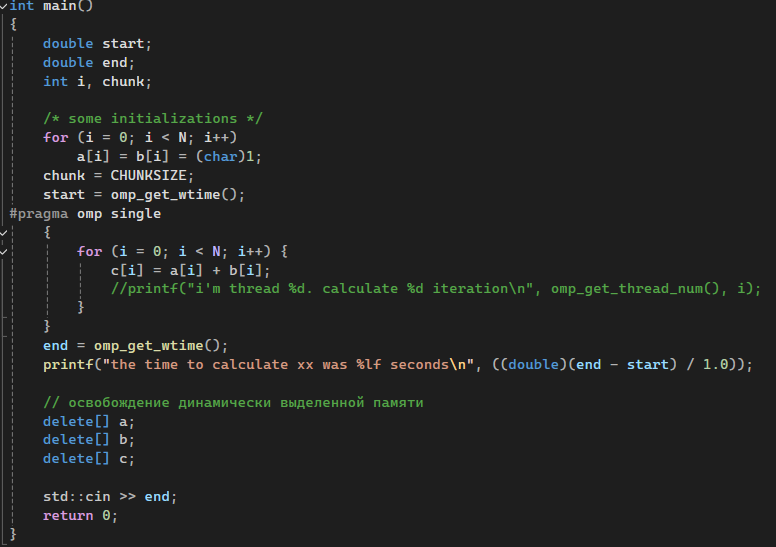 int main()
{
    double start;
    double end;
    int i, chunk;

    /* some initializations */
    for (i = 0; i < N; i++)
        a[i] = b[i] = (char)1;
    chunk = CHUNKSIZE;
    start = omp_get_wtime();
#pragma omp single
    {
        for (i = 0; i < N; i++) {
            c[i] = a[i] + b[i];
            //printf("i'm thread %d. calculate %d iteration\n", omp_get_thread_num(), i);
        }
    }
    end = omp_get_wtime();
    printf("the time to calculate xx was %lf seconds\n", ((double)(end - start) / 1.0));

    // освобождение динамически выделенной памяти
    delete[] a;
    delete[] b;
    delete[] c;

    std::cin >> end;
    return 0;
}